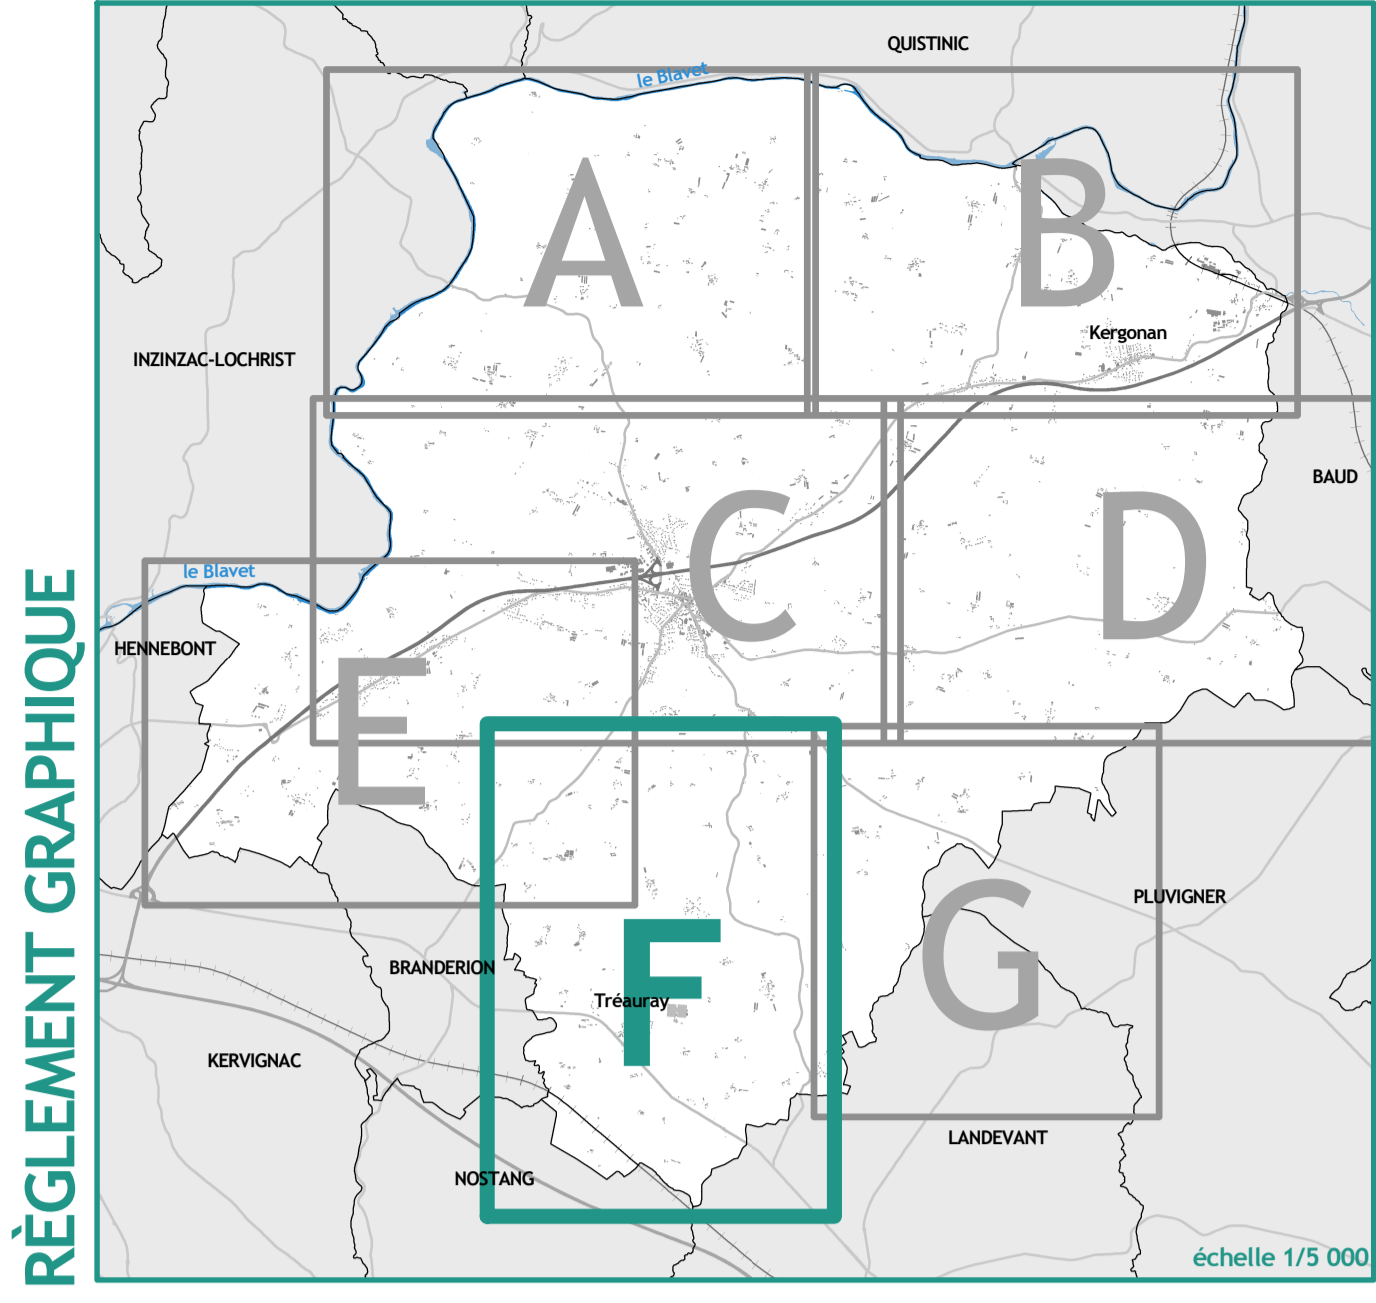 RÈGLEMENT GRAPHIQUE
QUISTINIC
le Blavet
A
B
Kergonan
INZINZAC-LOCHRIST
BAUD
C
D
le Blavet
HENNEBONT
E
PLUVIGNER
F
G
BRANDERION
Tréauray
KERVIGNAC
LANDEVANT
NOSTANG
échelle 1/5 000